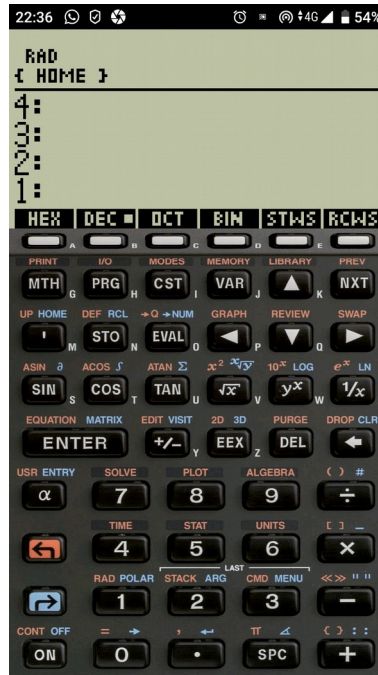 22:36 4G 54%
RAD
{ HOME }
4:
3:
2:
1:
HEX DEC ■ OCT BIN STWS RCWS
A B C D E
PRINT I/O MODES MEMORY LIBRARY PREV
MTH G PRG H CST I VAR J ▲ K NXT
UP HOME DEF RCL →Q →NUM GRAPH REVIEW SWAP
' M STO N EVAL O ◀ P ▼ Q ▶
ASIN ∂ ACOS ∫ ATAN Σ x² ˣ√y 10ˣ LOG eˣ LN
SIN S COS T TAN U √x V yˣ W 1/x
EQUATION MATRIX EDIT VISIT 2D 3D PURGE DROP CLR
ENTER +/− Y EEX Z DEL ←
USR ENTRY SOLVE PLOT ALGEBRA ( ) #
α 7 8 9 ÷
TIME STAT UNITS [ ] _
4 5 6 ×
LAST
RAD POLAR STACK ARG CMD MENU «» " "
1 2 3 −
CONT OFF = → , ↵ π ∡ { } : :
ON 0 . SPC +